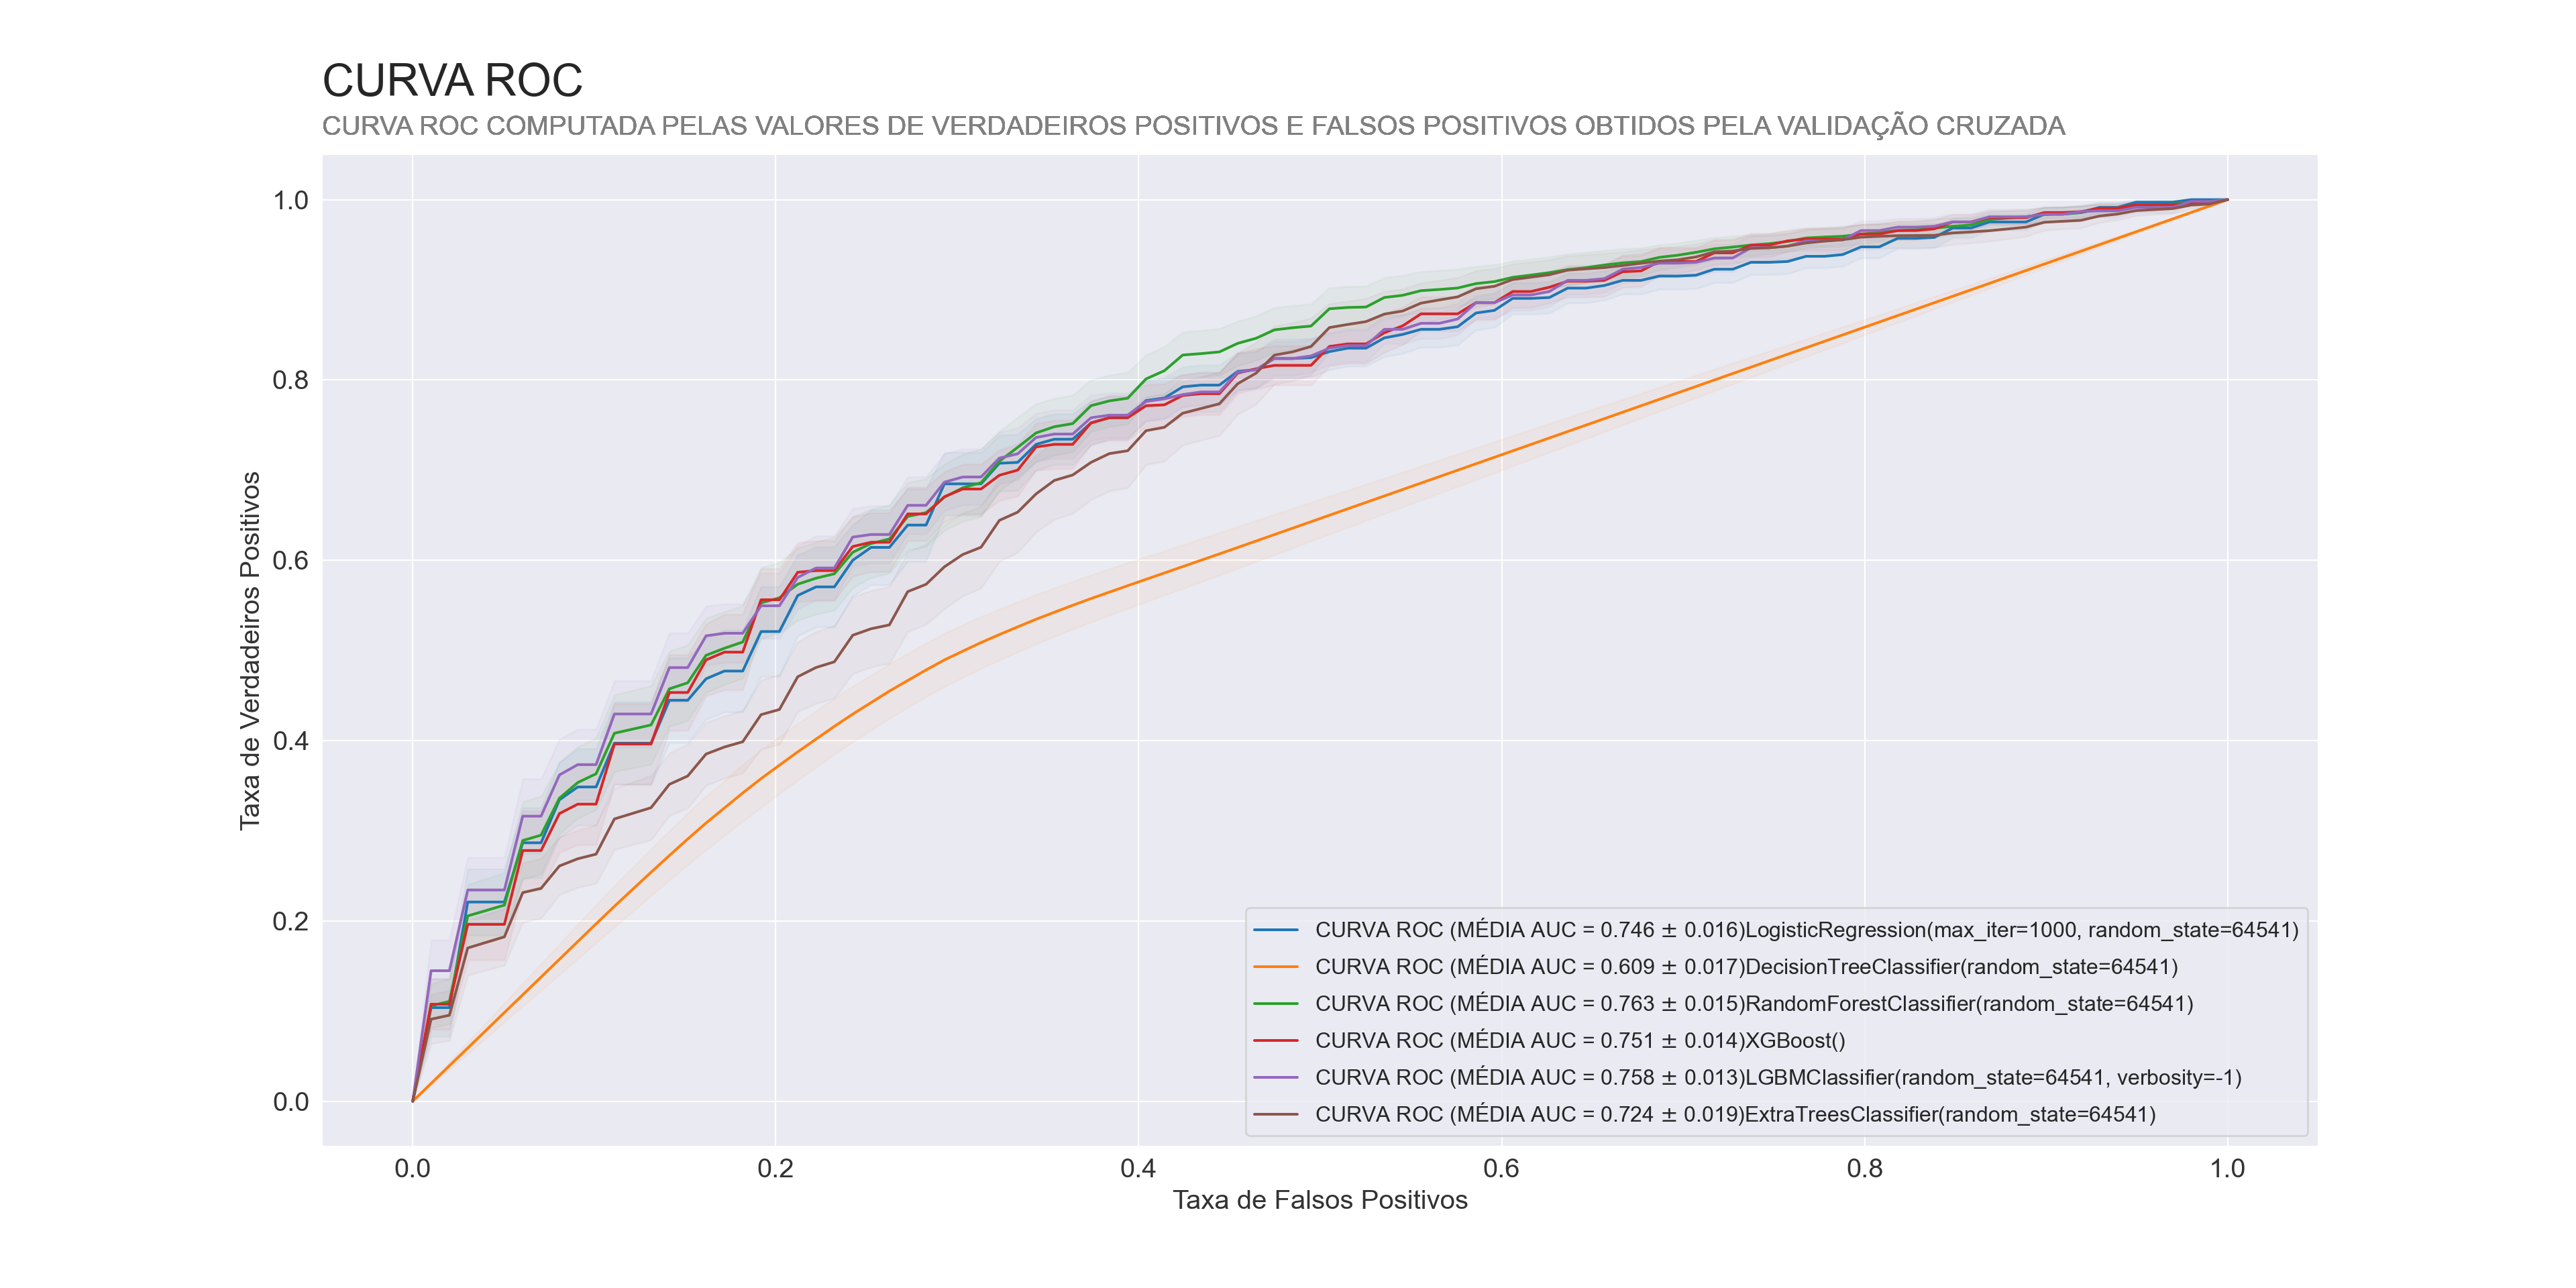 CURVA ROC
CURVA ROC COMPUTADA PELAS VALORES DE VERDADEIROS POSITIVOS E FALSOS POSITIVOS OBTIDOS PELA VALIDAÇÃO CRUZADA
1.0
0.8
0.6
0.4
0.2
0.0
Taxa de Verdadeiros Positivos
CURVA ROC (MÉDIA AUC = 0.746 ± 0.016)LogisticRegression(max_iter=1000, random_state=64541)
CURVA ROC (MÉDIA AUC = 0.609 ± 0.017)DecisionTreeClassifier(random_state=64541)
CURVA ROC (MÉDIA AUC = 0.763 ± 0.015)RandomForestClassifier(random_state=64541)
CURVA ROC (MÉDIA AUC = 0.751 ± 0.014)XGBoost()
CURVA ROC (MÉDIA AUC = 0.758 ± 0.013)LGBMClassifier(random_state=64541, verbosity=-1)
CURVA ROC (MÉDIA AUC = 0.724 ± 0.019)ExtraTreesClassifier(random_state=64541)
0.0 0.2 0.4 0.6 0.8 1.0
Taxa de Falsos Positivos